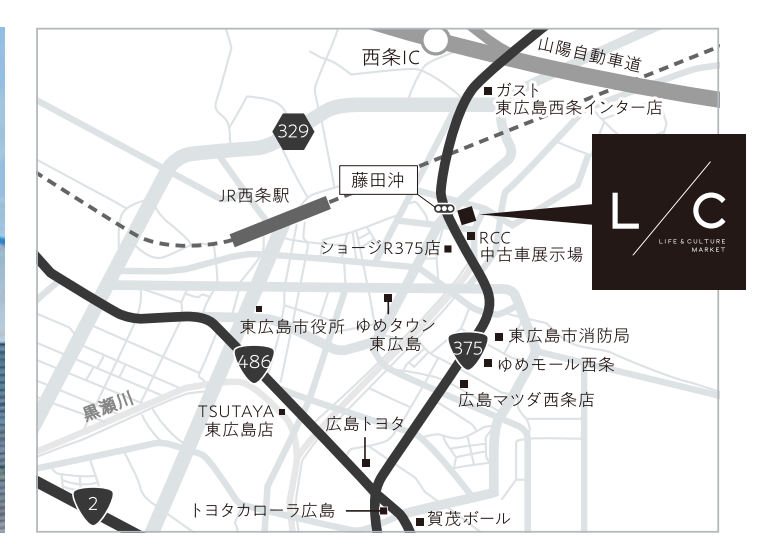 西条IC
山陽自動車道
ガスト
東広島西条インター店
329
藤田沖
JR西条駅
L/C
LIFE & CULTURE
MARKET
RCC
中古車展示場
ショージR375店
東広島市役所
ゆめタウン
東広島
東広島市消防局
375
486
ゆめモール西条
広島マツダ西条店
黒瀬川
TSUTAYA
東広島店
広島トヨタ
2
トヨタカローラ広島
賀茂ボール